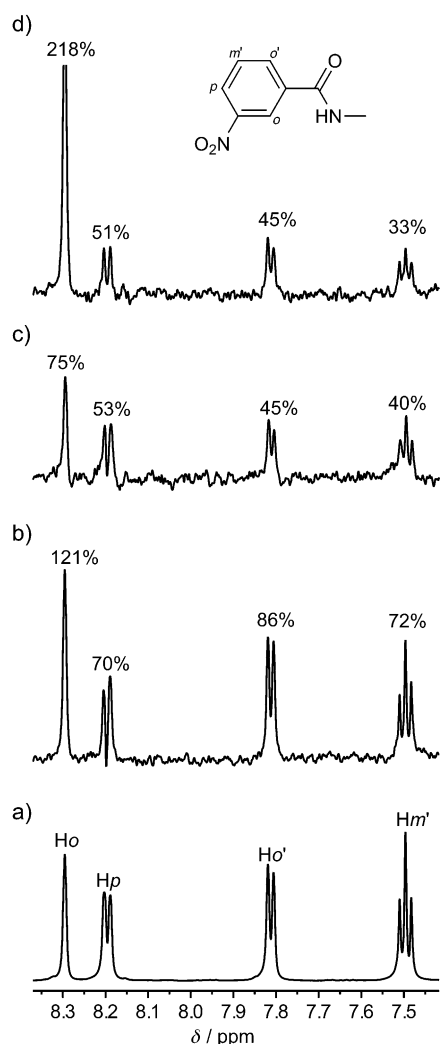 d)
218%
m' o' O
p
o HN
O₂N
51% 45% 33%
c)
75%
53% 45% 40%
b)
121%
70% 86% 72%
a)
Ho Hp Ho' Hm'
8.3 8.2 8.1 8.0 7.9 7.8 7.7 7.6 7.5
δ / ppm